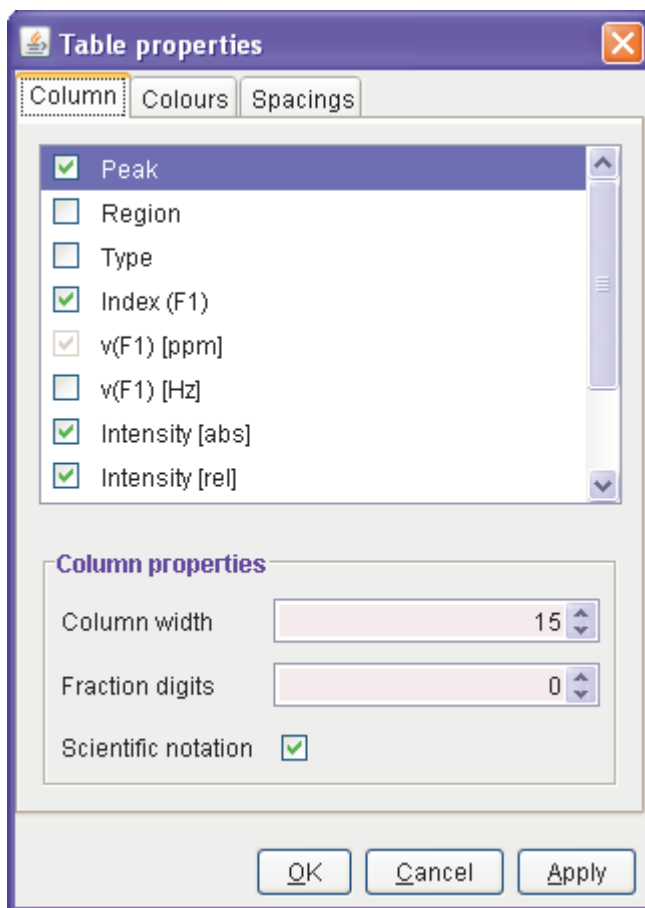 Table properties
Column Colours Spacings
Peak
Region
Type
Index (F1)
v(F1) [ppm]
v(F1) [Hz]
Intensity [abs]
Intensity [rel]
Column properties
Column width 15
Fraction digits 0
Scientific notation
OK Cancel Apply